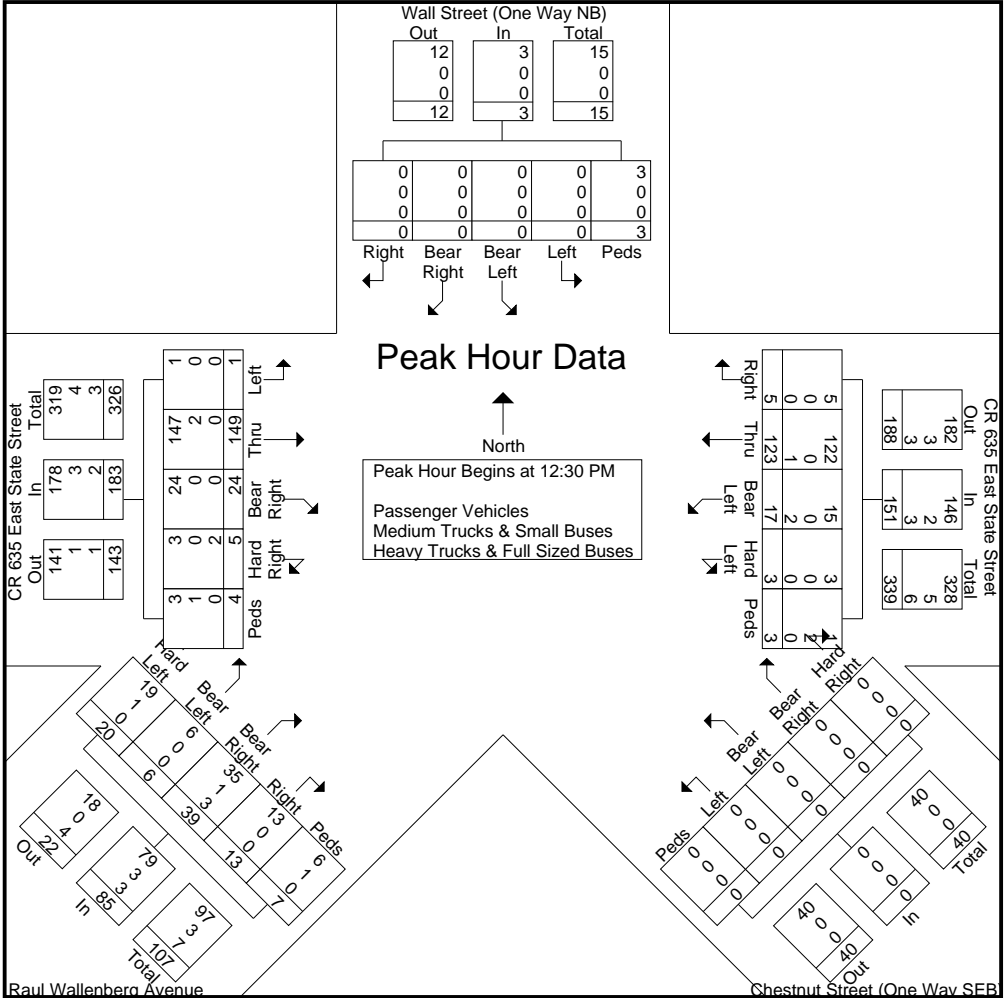 Wall Street (One Way NB)
Out In Total
12 3 15
0 0 0
0 0 0
12 3 15
0 0 0 0 3
0 0 0 0 0
0 0 0 0 0
0 0 0 0 3
Right Bear Right Bear Left Left Peds
Peak Hour Data
North
Peak Hour Begins at 12:30 PM
Passenger Vehicles
Medium Trucks & Small Buses
Heavy Trucks & Full Sized Buses
CR 635 East State Street
Total 319 4 3 326
In 178 3 2 183
Out 141 1 1 143
1 0 0 1 Left
147 2 0 149 Thru
24 0 0 24 Bear Right
3 0 2 5 Hard Right
3 1 0 4 Peds
CR 635 East State Street
Out 182 3 3 188
In 146 2 3 151
Total 328 5 6 339
Right 5 0 0 5
Thru 122 0 1 123
Bear Left 15 0 2 17
Hard Left 3 0 0 3
Peds 1 2 0 3
Hard Left 19 1 0 20
Bear Left 6 0 0 6
Bear Right 35 1 3 39
Right 13 0 0 13
Peds 6 1 0 7
18 0 4 22 Out
79 3 3 85 In
97 3 7 107 Total
Raul Wallenberg Avenue
Hard Right 0 0 0 0
Bear Right 0 0 0 0
Bear Left 0 0 0 0
Left 0 0 0 0
Peds 0 0 0 0
40 0 0 40 Total
0 0 0 0 In
40 0 0 40 Out
Chestnut Street (One Way SEB)